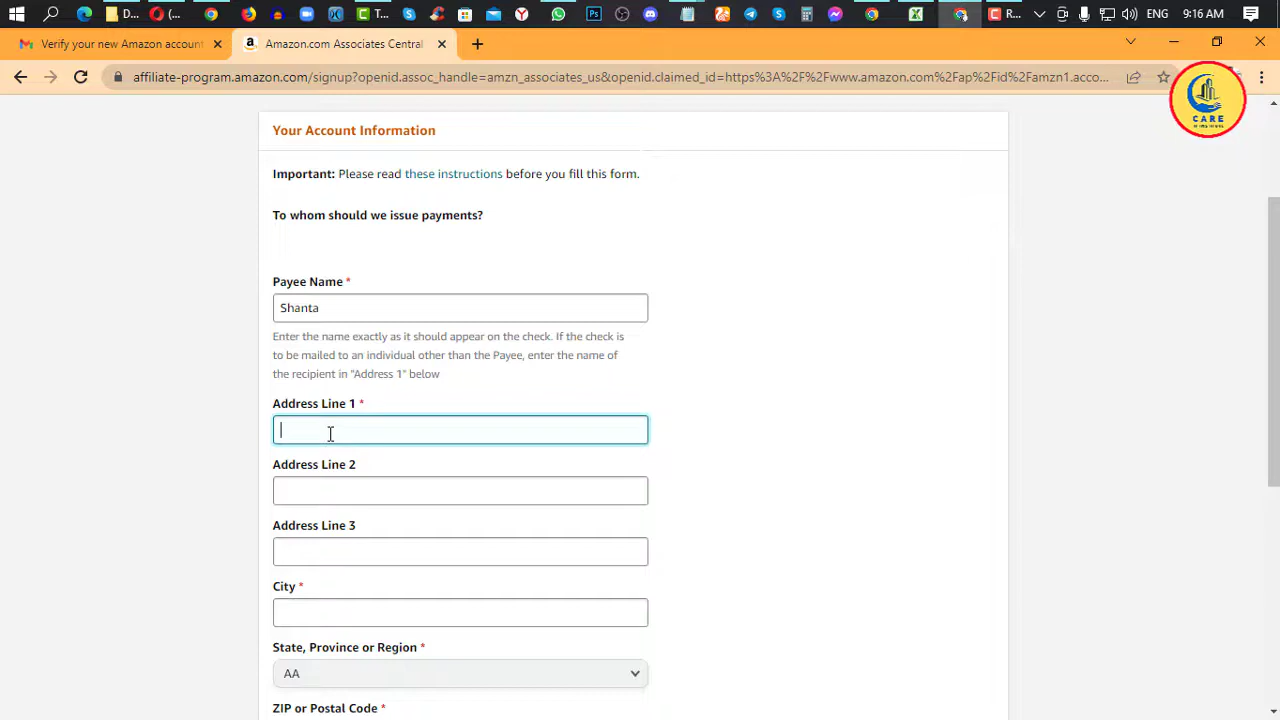 D...
(...
T...
R...
ENG
9:16 AM
Verify your new Amazon account
Amazon.com Associates Central
affiliate-program.amazon.com/signup?openid.assoc_handle=amzn_associates_us&openid.claimed_id=https%3A%2F%2Fwww.amazon.com%2Fap%2Fid%2Famzn1.acco...
CARE
Your Account Information
Important: Please read these instructions before you fill this form.
To whom should we issue payments?
Payee Name *
Shanta
Enter the name exactly as it should appear on the check. If the check is
to be mailed to an individual other than the Payee, enter the name of
the recipient in "Address 1" below
Address Line 1 *
Address Line 2
Address Line 3
City *
State, Province or Region *
AA
ZIP or Postal Code *